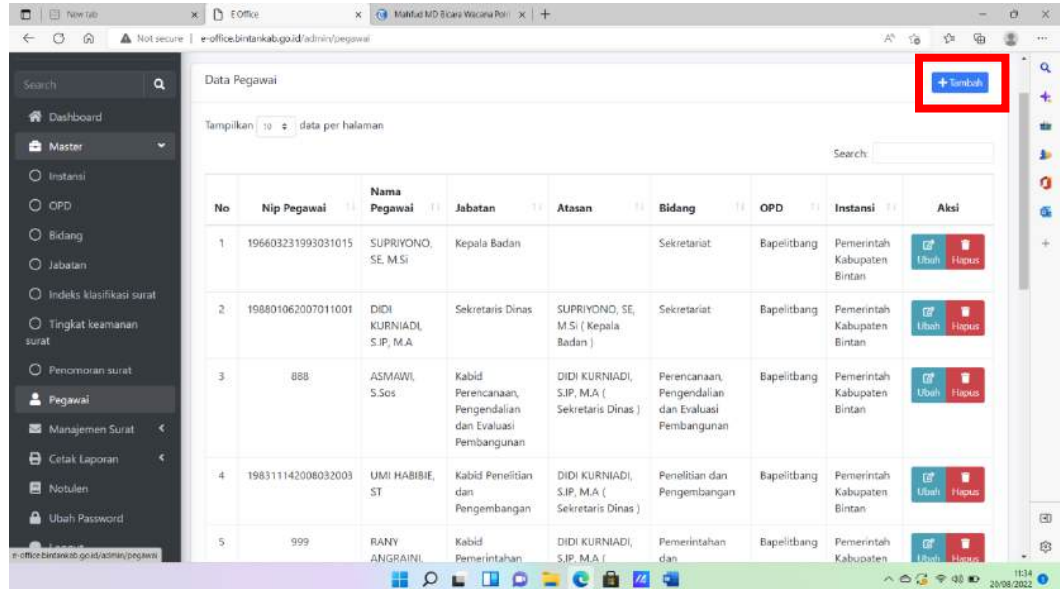 New tab
E Office
Mahfud MD Bicara Wacana Poli
Not secure
e-office.bintankab.go.id/admin/pegawai
Search
Data Pegawai
+ Tambah
Dashboard
Tampilkan 10 data per halaman
Master
Search:
Instansi
OPD
Bidang
Jabatan
Indeks klasifikasi surat
Tingkat keamanan
surat
Penomoran surat
Pegawai
Manajemen Surat
Cetak Laporan
Notulen
Ubah Password
e-office.bintankab.go.id/admin/pegawai
No Nip Pegawai Nama Pegawai Jabatan Atasan Bidang OPD Instansi Aksi
1 196603231993031015 SUPRIYONO, Kepala Badan Sekretariat Bapelitbang Pemerintah
SE, M.Si Kabupaten Ubah Hapus
Bintan
2 198801062007011001 DIDI Sekretaris Dinas SUPRIYONO, SE, Sekretariat Bapelitbang Pemerintah
KURNIADI, M.Si ( Kepala Kabupaten Ubah Hapus
S.IP, M.A Badan ) Bintan
3 888 ASMAWI, Kabid DIDI KURNIADI, Perencanaan, Bapelitbang Pemerintah
S.Sos Perencanaan, S.IP, M.A ( Pengendalian Kabupaten Ubah Hapus
Pengendalian Sekretaris Dinas ) dan Evaluasi Bintan
dan Evaluasi Pembangunan
Pembangunan
4 198311142008032003 UMI HABIBIE, Kabid Penelitian DIDI KURNIADI, Penelitian dan Bapelitbang Pemerintah
ST dan S.IP, M.A ( Pengembangan Kabupaten Ubah Hapus
Pengembangan Sekretaris Dinas ) Bintan
5 999 RANY Kabid DIDI KURNIADI, Pemerintahan Bapelitbang Pemerintah
ANGRAINI, Pemerintahan S.IP, M.A ( dan Kabupaten Ubah Hapus
11:34
20/08/2022